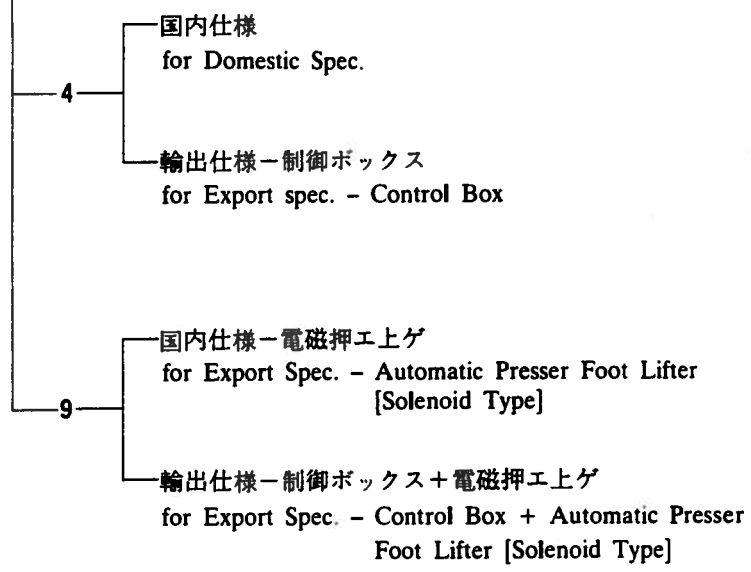 国内仕様
for Domestic Spec.
4
輸出仕様－制御ボックス
for Export spec. – Control Box
国内仕様－電磁押エ上ゲ
for Export Spec. – Automatic Presser Foot Lifter
[Solenoid Type]
9
輸出仕様－制御ボックス＋電磁押エ上ゲ
for Export Spec. – Control Box + Automatic Presser
Foot Lifter [Solenoid Type]